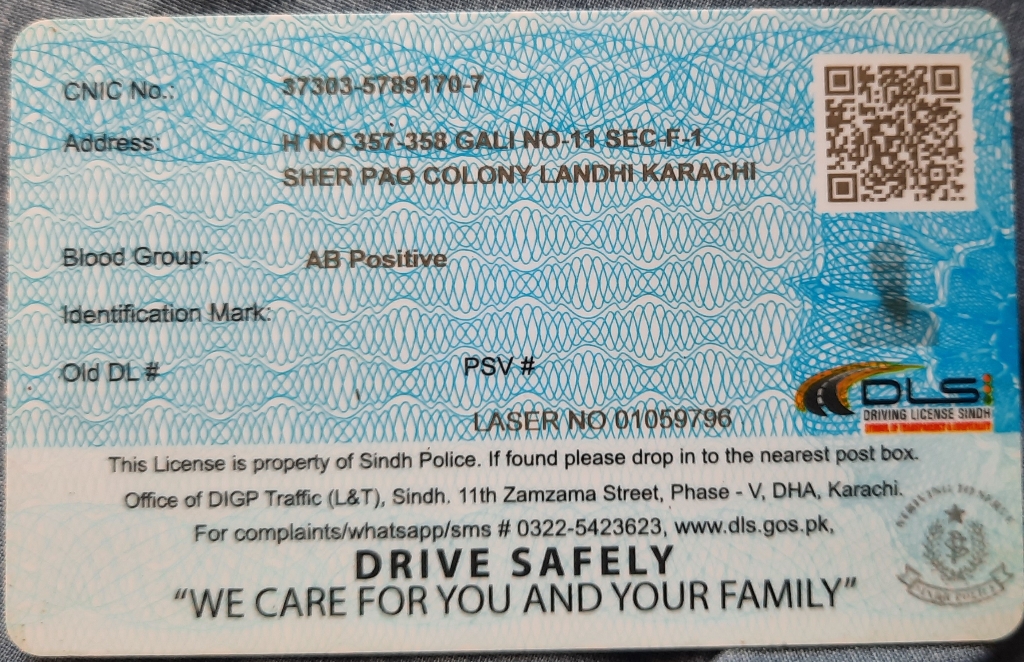 CNIC No.: 37303-5789170-7
Address: H NO 357-358 GALI NO-11 SEC-F-1
SHER PAO COLONY LANDHI KARACHI
Blood Group: AB Positive
Identification Mark:
Old DL # PSV #
DLS
DRIVING LICENSE SINDH
LASER NO 01059796
This License is property of Sindh Police. If found please drop in to the nearest post box.
Office of DIGP Traffic (L&T), Sindh. 11th Zamzama Street, Phase - V, DHA, Karachi.
For complaints/whatsapp/sms # 0322-5423623, www.dls.gos.pk,
DRIVE SAFELY
“WE CARE FOR YOU AND YOUR FAMILY”
SINDH POLICE